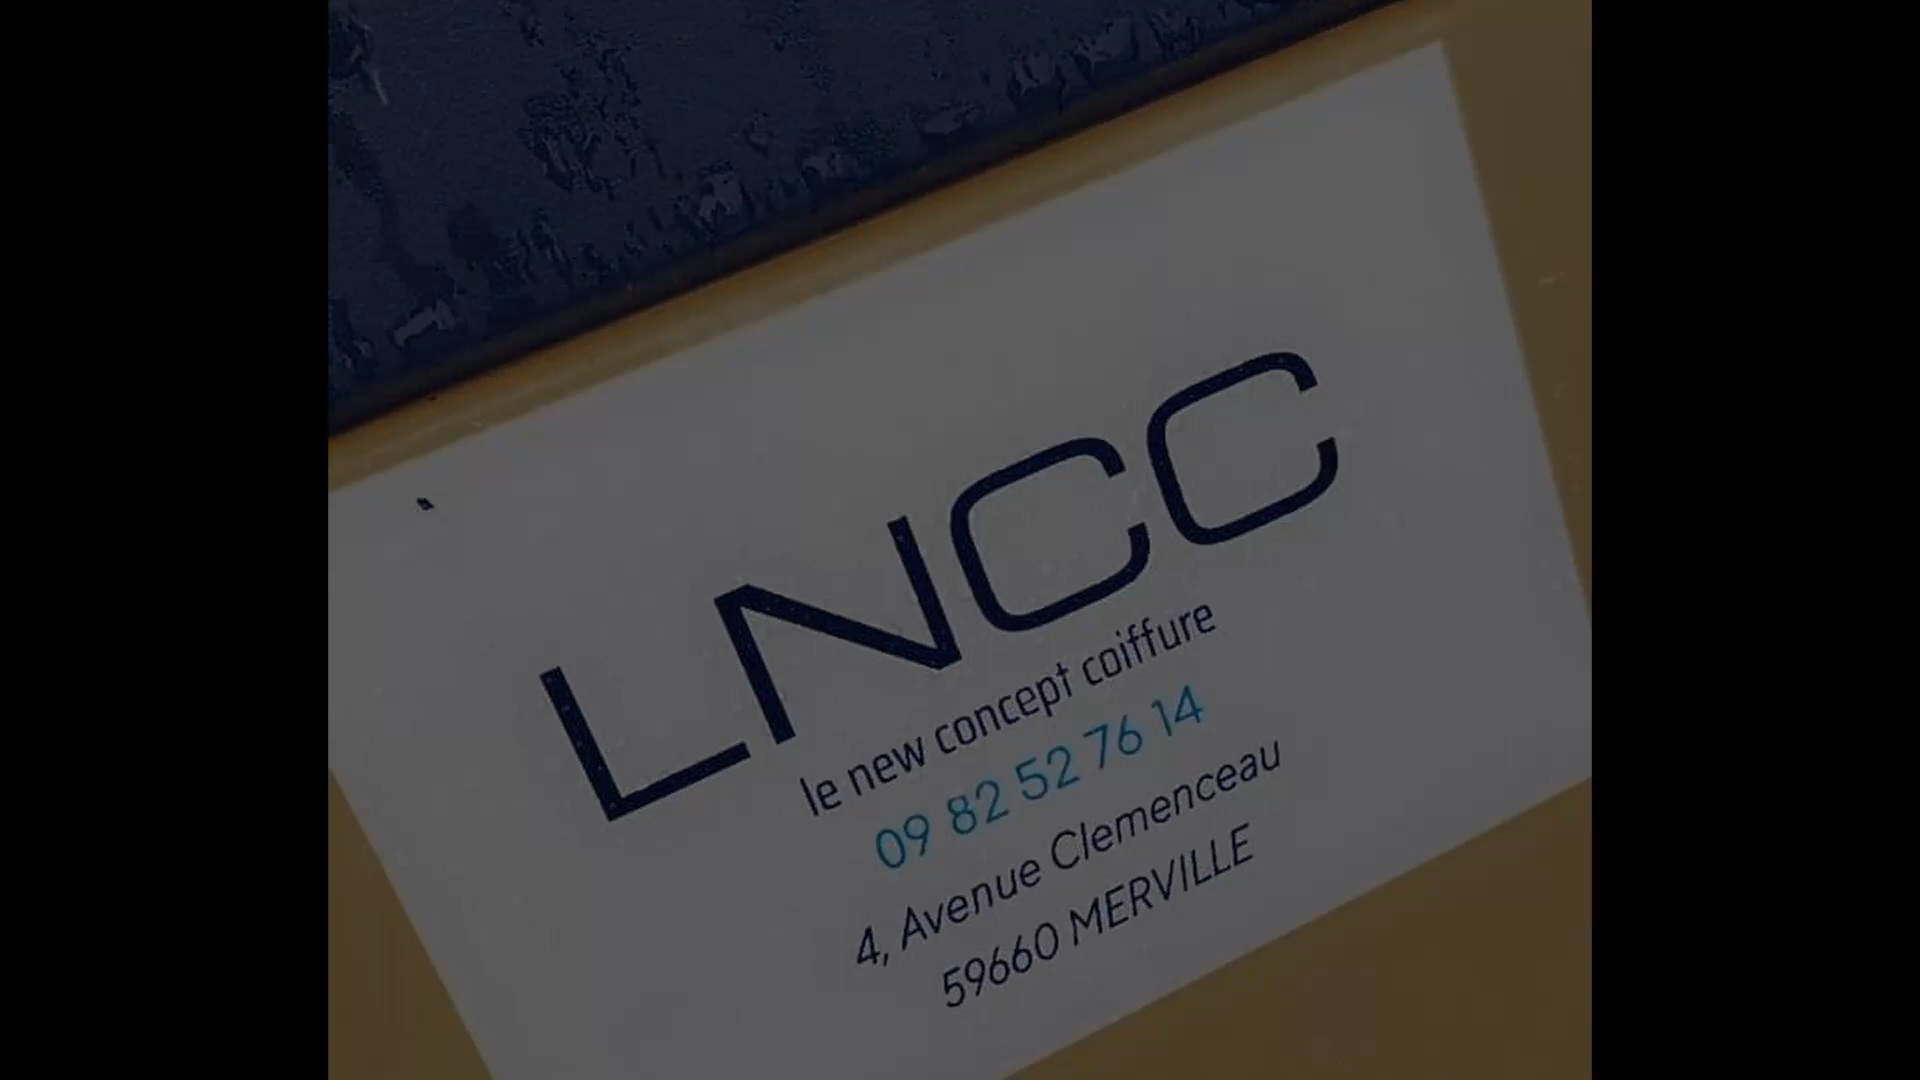 LNCC
le new concept coiffure
09 82 52 76 14
4, Avenue Clemenceau
59660 MERVILLE